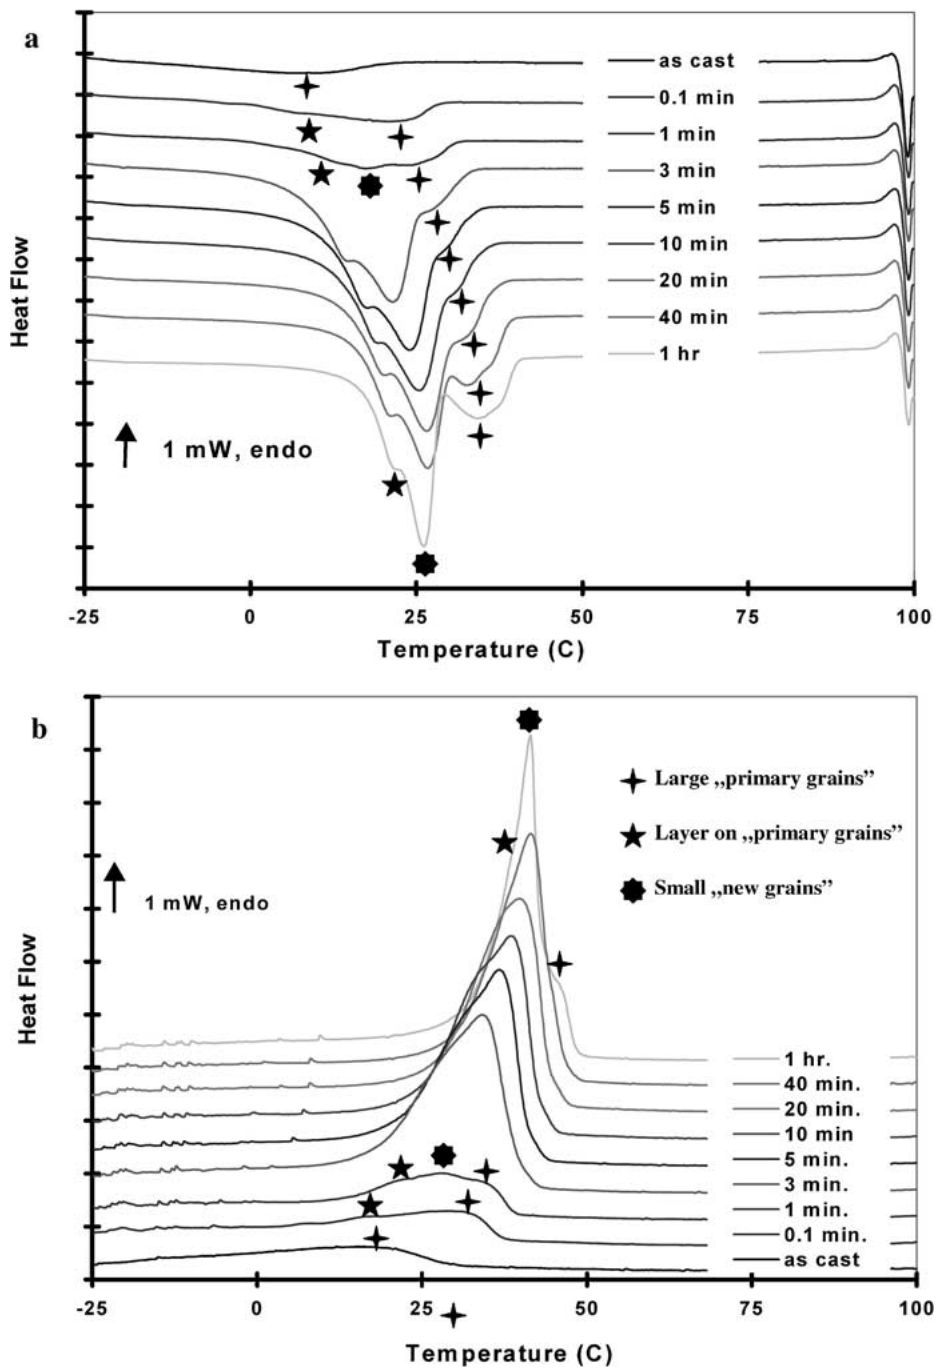 a
as cast
0.1 min
1 min
3 min
5 min
10 min
20 min
40 min
1 hr
Heat Flow
1 mW, endo
-25 0 25 50 75 100
Temperature (C)
b
Large „primary grains”
Layer on „primary grains”
Small „new grains”
1 mW, endo
Heat Flow
1 hr.
40 min.
20 min.
10 min
5 min.
3 min.
1 min.
0.1 min.
as cast
-25 0 25 50 75 100
Temperature (C)